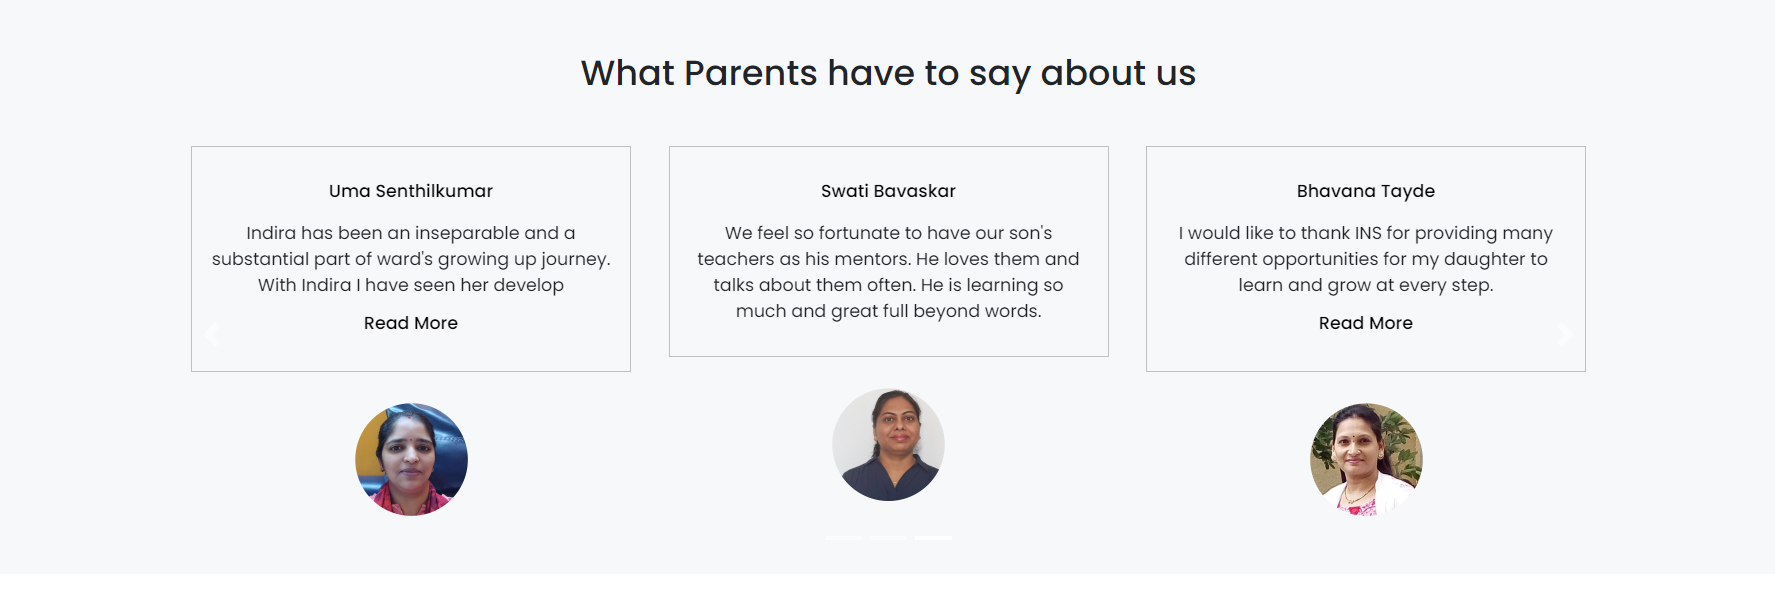 What Parents have to say about us
Uma Senthilkumar
Indira has been an inseparable and a
substantial part of ward's growing up journey.
With Indira I have seen her develop
Read More
Swati Bavaskar
We feel so fortunate to have our son's
teachers as his mentors. He loves them and
talks about them often. He is learning so
much and great full beyond words.
Bhavana Tayde
I would like to thank INS for providing many
different opportunities for my daughter to
learn and grow at every step.
Read More